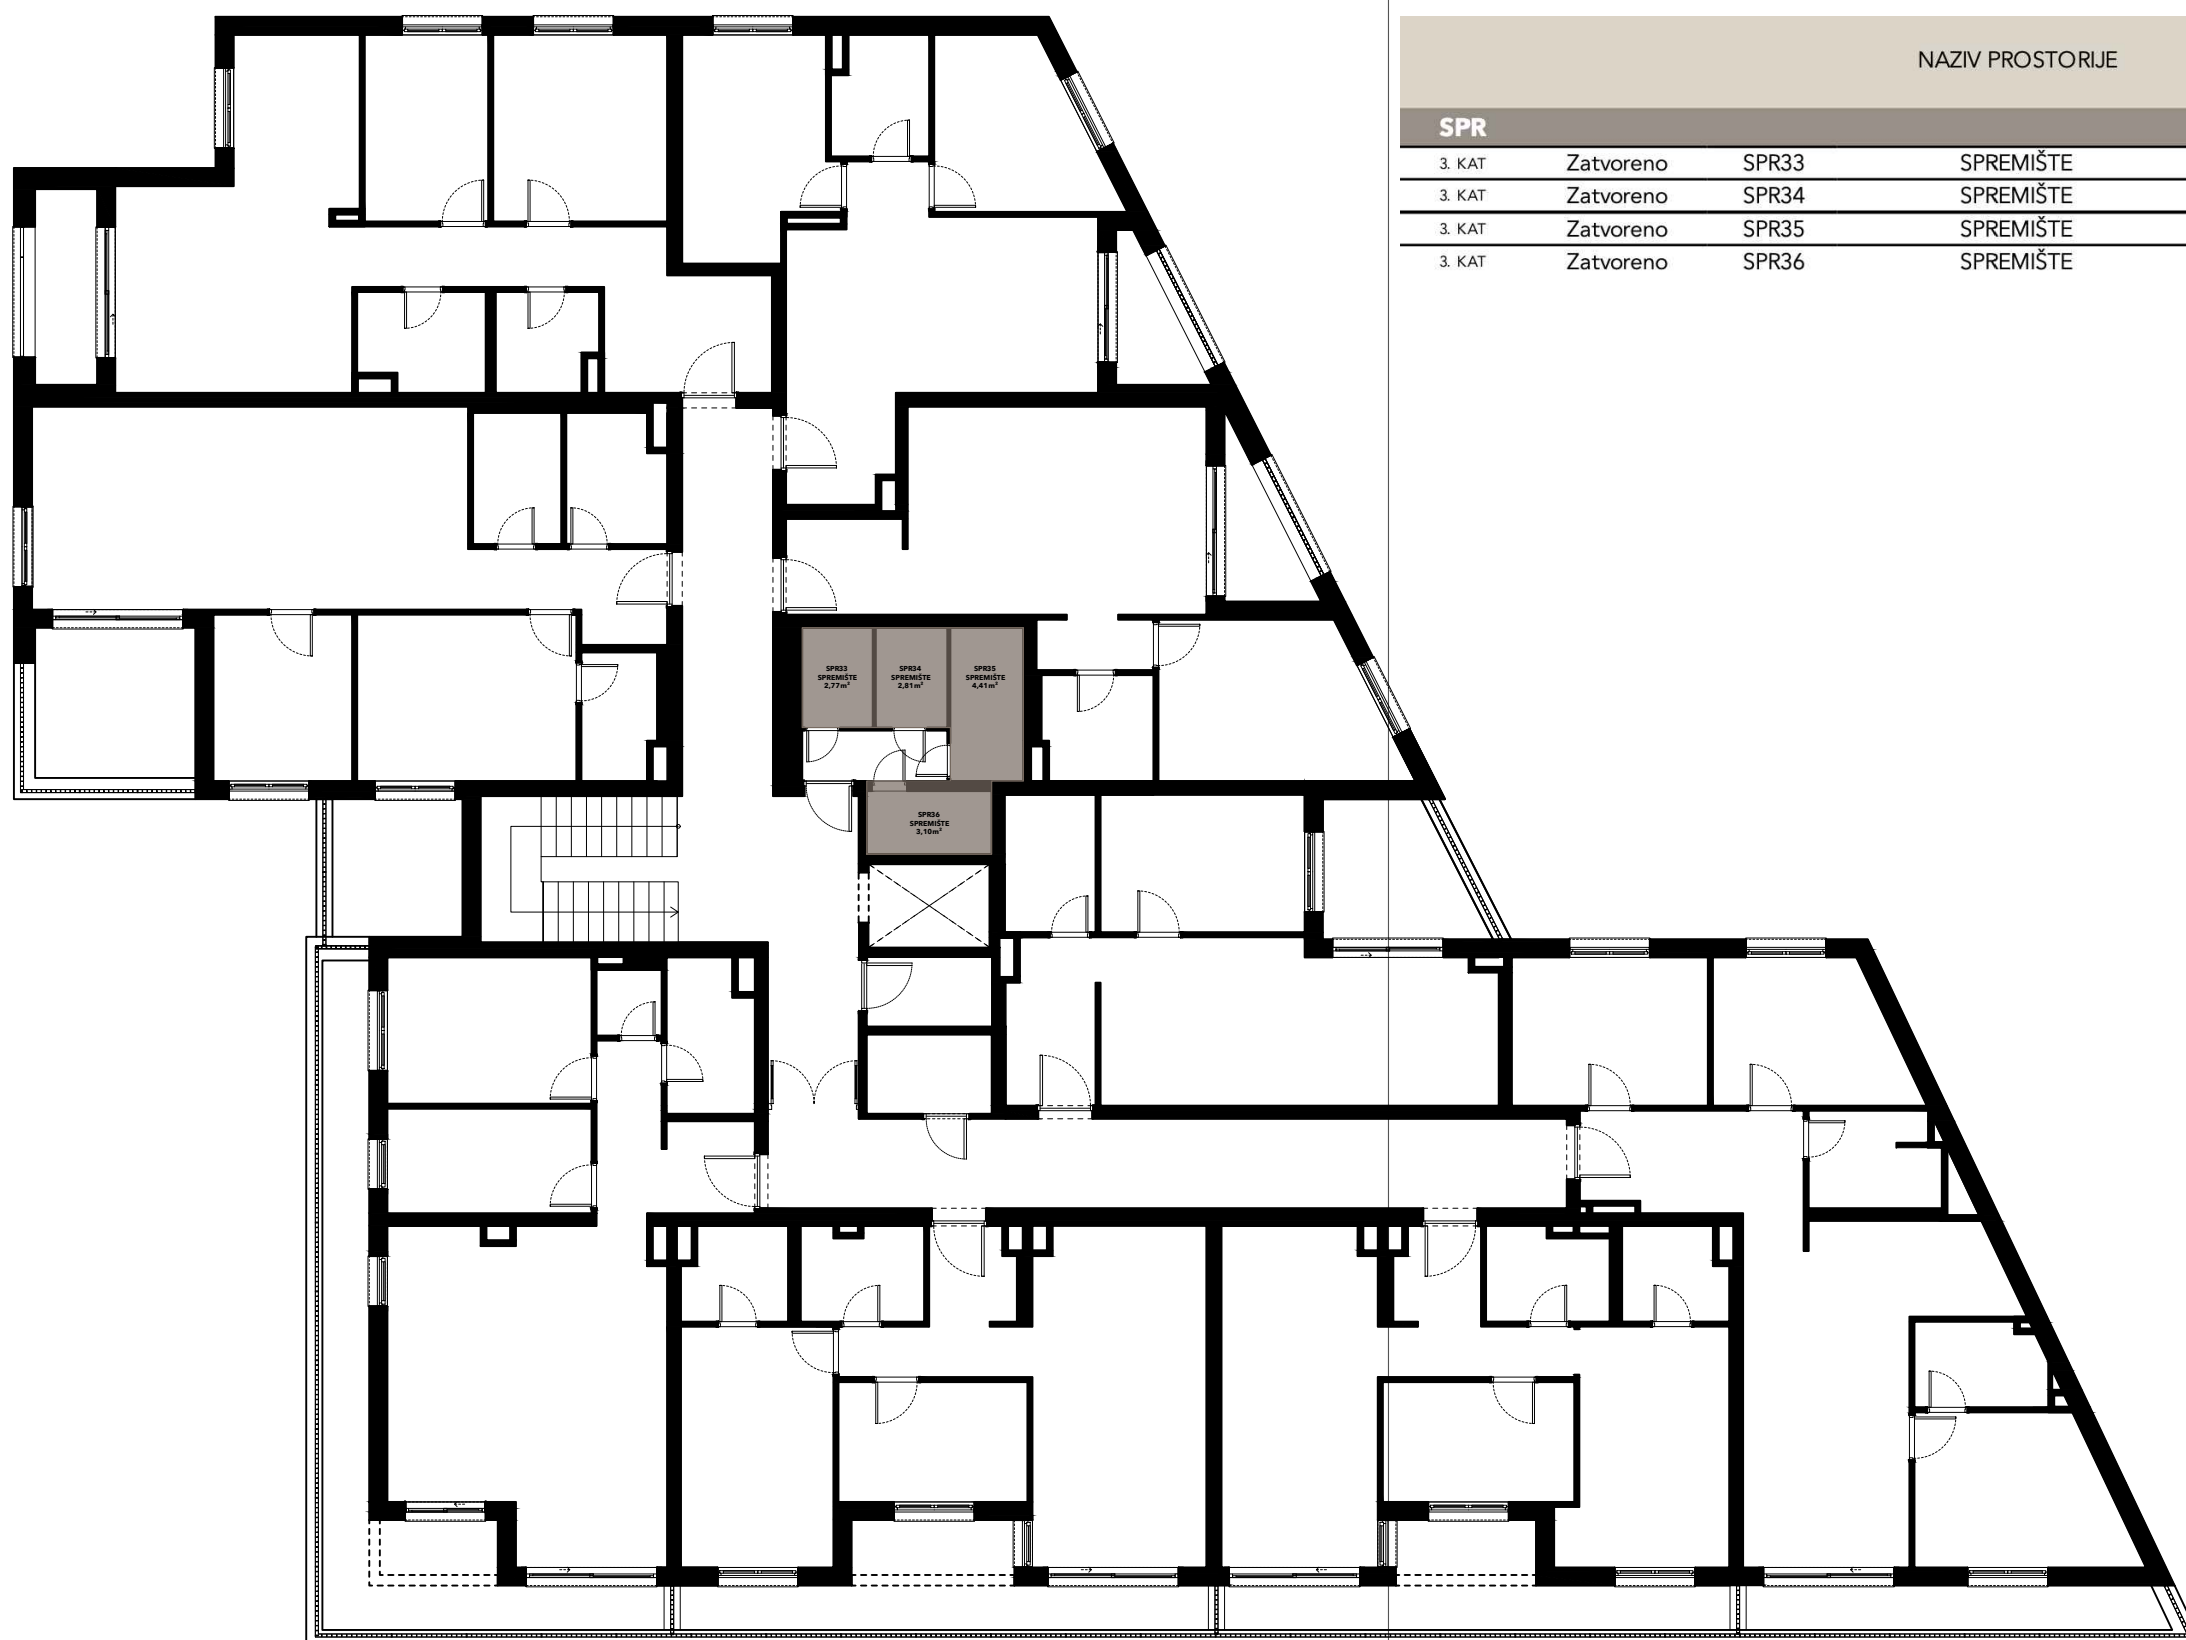 NAZIV PROSTORIJE
SPR
3. KAT Zatvoreno SPR33 SPREMIŠTE
3. KAT Zatvoreno SPR34 SPREMIŠTE
3. KAT Zatvoreno SPR35 SPREMIŠTE
3. KAT Zatvoreno SPR36 SPREMIŠTE
SPR33
SPREMIŠTE
2,77m²
SPR34
SPREMIŠTE
2,81m²
SPR35
SPREMIŠTE
4,41m²
SPR36
SPREMIŠTE
3,10m²